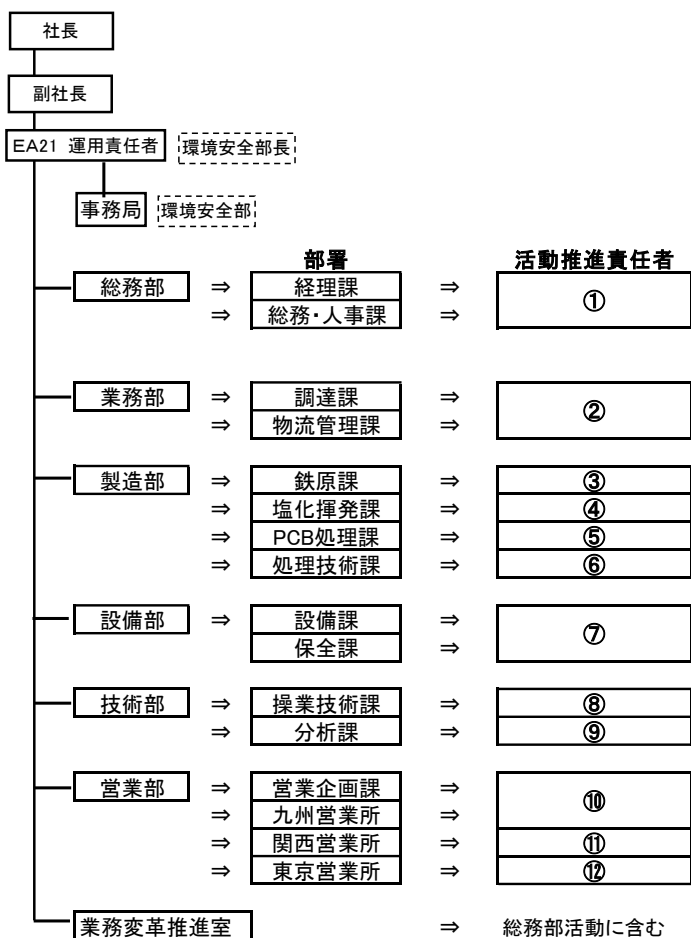 社長
副社長
EA21 運用責任者 環境安全部長
事務局 環境安全部
部署 活動推進責任者
総務部 ⇒ 経理課 ⇒ ①
⇒ 総務・人事課 ⇒
業務部 ⇒ 調達課 ⇒ ②
⇒ 物流管理課 ⇒
製造部 ⇒ 鉄原課 ⇒ ③
⇒ 塩化揮発課 ⇒ ④
⇒ PCB処理課 ⇒ ⑤
⇒ 処理技術課 ⇒ ⑥
設備部 ⇒ 設備課 ⇒ ⑦
保全課 ⇒
技術部 ⇒ 操業技術課 ⇒ ⑧
⇒ 分析課 ⇒ ⑨
営業部 ⇒ 営業企画課 ⇒ ⑩
⇒ 九州営業所 ⇒
⇒ 関西営業所 ⇒ ⑪
⇒ 東京営業所 ⇒ ⑫
業務変革推進室 ⇒ 総務部活動に含む